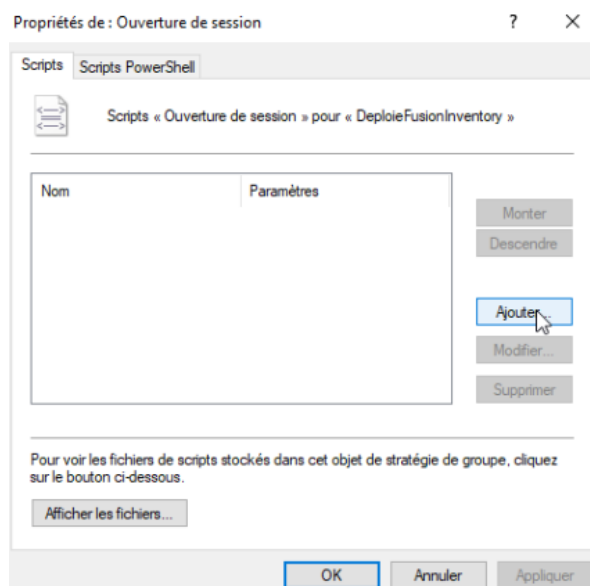 Propriétés de : Ouverture de session
Scripts
Scripts PowerShell
Scripts « Ouverture de session » pour « DeploieFusionInventory »
Nom
Paramètres
Monter
Descendre
Ajouter...
Modifier...
Supprimer
Pour voir les fichiers de scripts stockés dans cet objet de stratégie de groupe, cliquez
sur le bouton ci-dessous.
Afficher les fichiers...
OK
Annuler
Appliquer